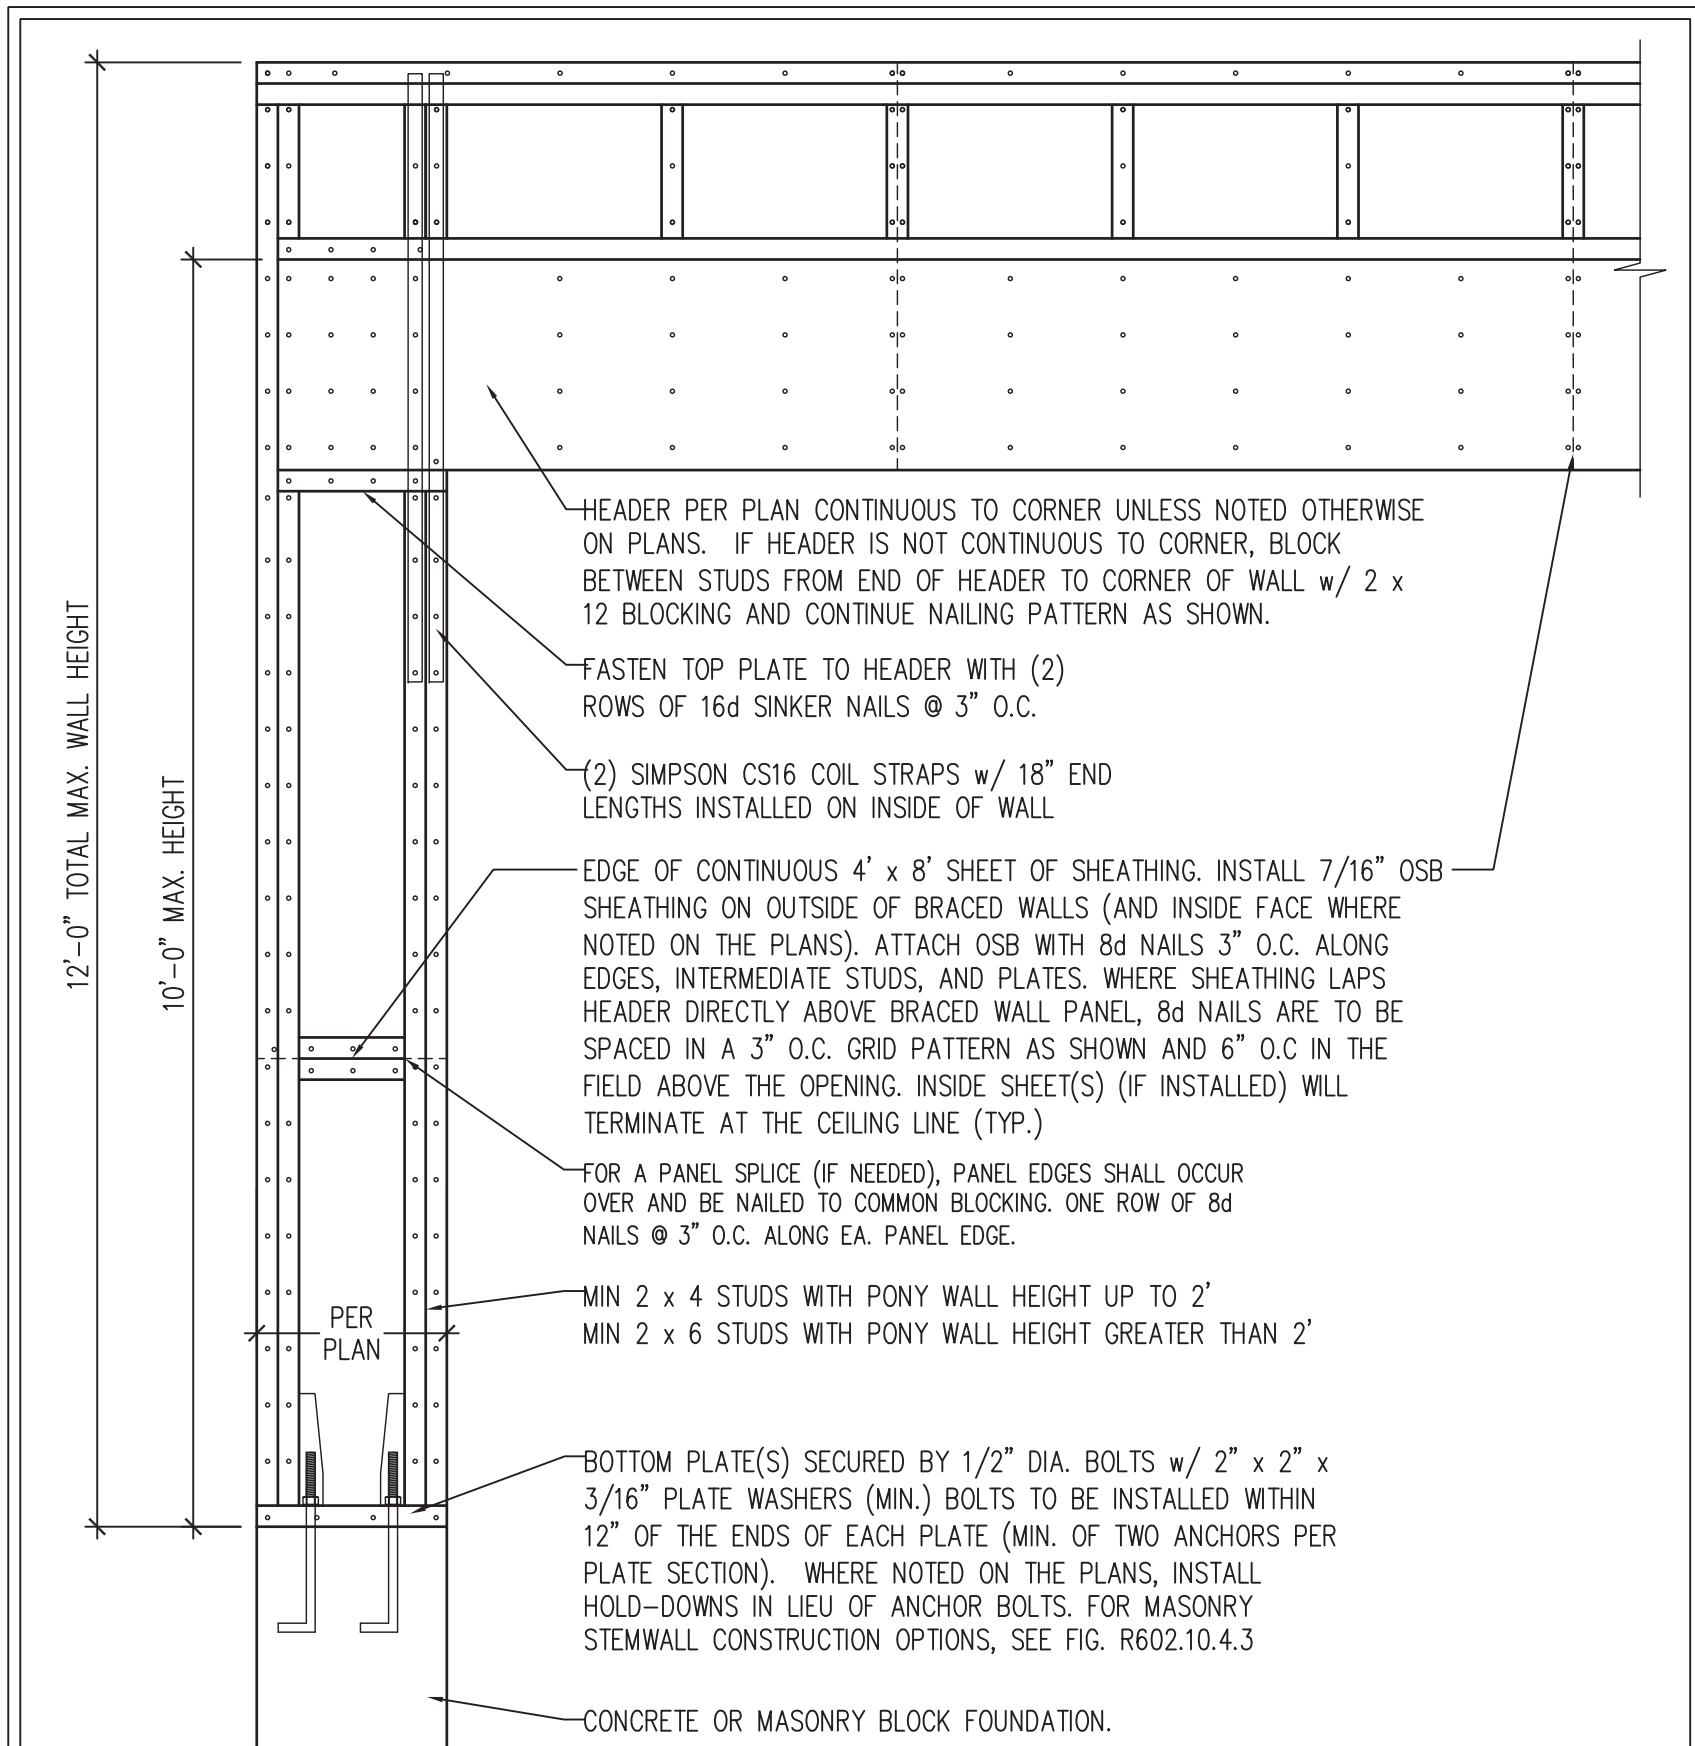 HEADER PER PLAN CONTINUOUS TO CORNER UNLESS NOTED OTHERWISE
ON PLANS. IF HEADER IS NOT CONTINUOUS TO CORNER, BLOCK
BETWEEN STUDS FROM END OF HEADER TO CORNER OF WALL w/ 2 x
12 BLOCKING AND CONTINUE NAILING PATTERN AS SHOWN.
FASTEN TOP PLATE TO HEADER WITH (2)
ROWS OF 16d SINKER NAILS @ 3" O.C.
(2) SIMPSON CS16 COIL STRAPS w/ 18" END
LENGTHS INSTALLED ON INSIDE OF WALL
12'-0" TOTAL MAX. WALL HEIGHT
10'-0" MAX. HEIGHT
EDGE OF CONTINUOUS 4' x 8' SHEET OF SHEATHING. INSTALL 7/16" OSB
SHEATHING ON OUTSIDE OF BRACED WALLS (AND INSIDE FACE WHERE
NOTED ON THE PLANS). ATTACH OSB WITH 8d NAILS 3" O.C. ALONG
EDGES, INTERMEDIATE STUDS, AND PLATES. WHERE SHEATHING LAPS
HEADER DIRECTLY ABOVE BRACED WALL PANEL, 8d NAILS ARE TO BE
SPACED IN A 3" O.C. GRID PATTERN AS SHOWN AND 6" O.C IN THE
FIELD ABOVE THE OPENING. INSIDE SHEET(S) (IF INSTALLED) WILL
TERMINATE AT THE CEILING LINE (TYP.)
FOR A PANEL SPLICE (IF NEEDED), PANEL EDGES SHALL OCCUR
OVER AND BE NAILED TO COMMON BLOCKING. ONE ROW OF 8d
NAILS @ 3" O.C. ALONG EA. PANEL EDGE.
MIN 2 x 4 STUDS WITH PONY WALL HEIGHT UP TO 2'
MIN 2 x 6 STUDS WITH PONY WALL HEIGHT GREATER THAN 2'
PER
PLAN
BOTTOM PLATE(S) SECURED BY 1/2" DIA. BOLTS w/ 2" x 2" x
3/16" PLATE WASHERS (MIN.) BOLTS TO BE INSTALLED WITHIN
12" OF THE ENDS OF EACH PLATE (MIN. OF TWO ANCHORS PER
PLATE SECTION). WHERE NOTED ON THE PLANS, INSTALL
HOLD-DOWNS IN LIEU OF ANCHOR BOLTS. FOR MASONRY
STEMWALL CONSTRUCTION OPTIONS, SEE FIG. R602.10.4.3
CONCRETE OR MASONRY BLOCK FOUNDATION.